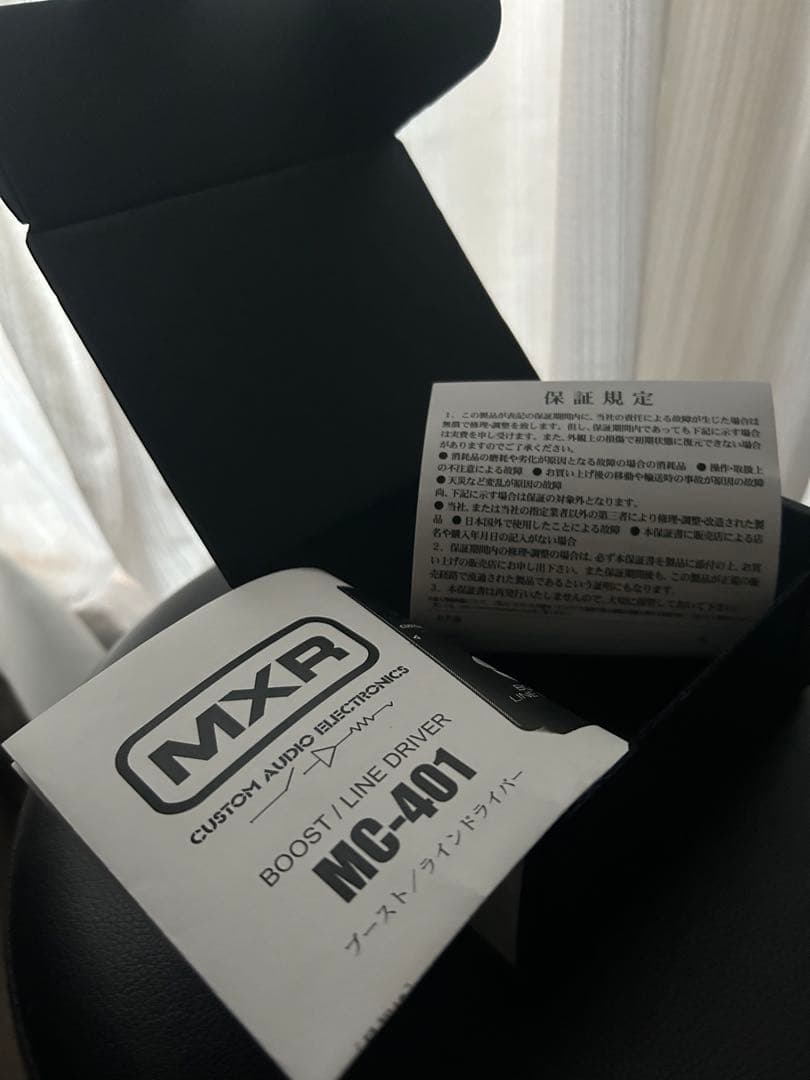 保証規定
1. この製品が表記の保証期間内に、当社の責任による故障が生じた場合は
無償で修理・調整を致します。但し、保証期間内であっても下記に示す場合
は実費を申し受けます。また、外観上の損傷で初期状態に復元できない場合
がありますのでご了承ください。
● 消耗品の磨耗や劣化が原因となる故障の場合の消耗品 ● 操作・取扱上
の不注意による故障 ● お買い上げ後の移動や輸送時の事故が原因の故障
● 天災など変乱が原因の故障
尚、下記に示す場合は保証の対象外となります。
● 当社、または当社の指定業者以外の第三者により修理・調整・改造された製
品 ● 日本国外で使用したことによる故障 ● 本保証書に販売店による店
名や購入年月日の記入がない場合
2. 保証期間内の修理・調整の場合は、必ず本保証書を製品に添付の上、お買
い上げの販売店にお申し出下さい。また保証期間後も、この製品が正規の販
売経路で流通された製品であるという証明にもなります。
3. 本保証書は再発行いたしませんので、大切に保管しておいて下さい。
MXR
CUSTOM AUDIO ELECTRONICS
BOOST / LINE DRIVER
MC-401
ブースト/ラインドライバー
LINE